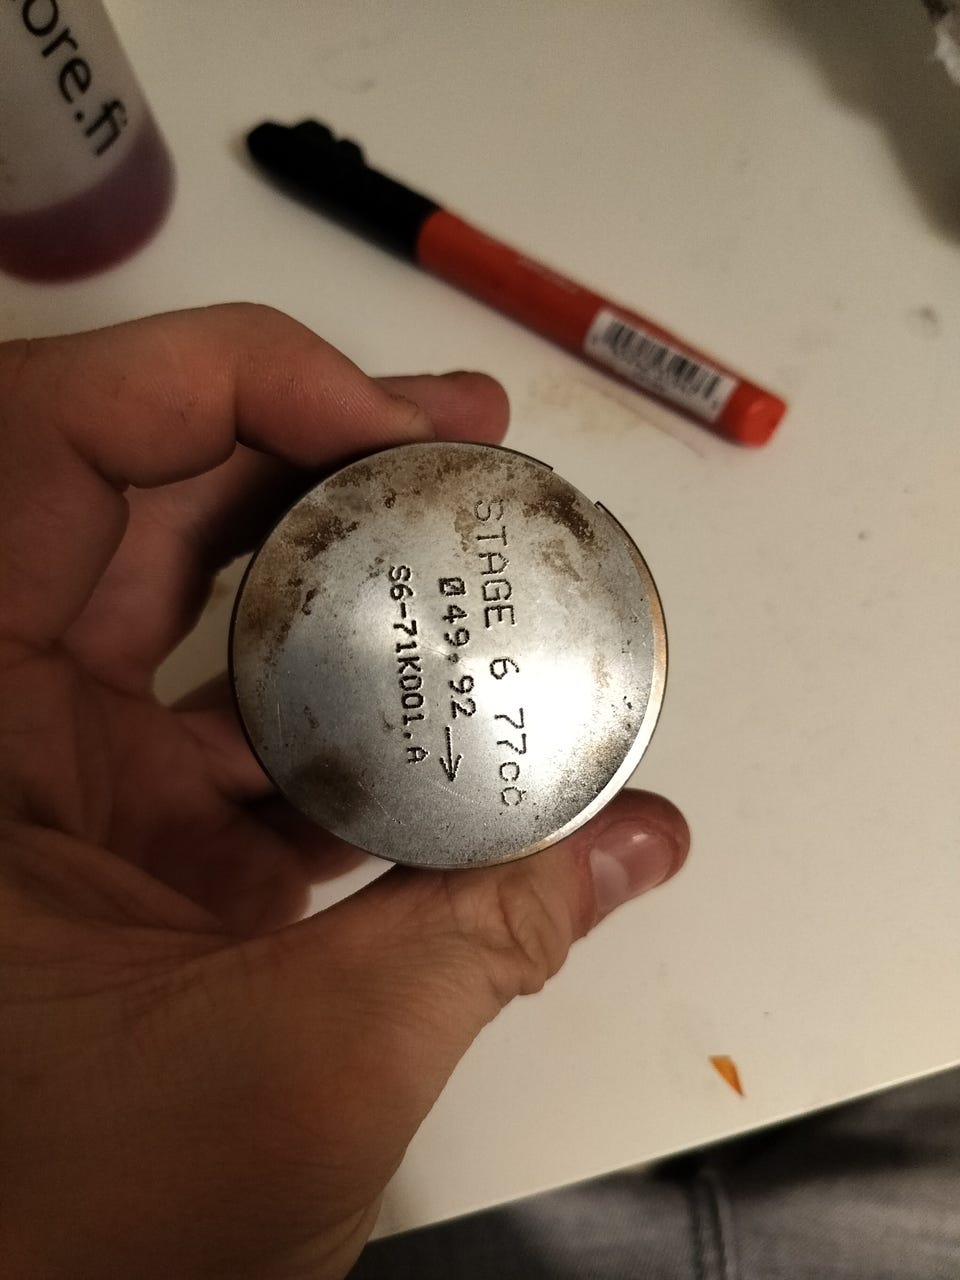 ore.fi
STAGE 6 77cc
Ø49,92 →
S6-71K001.A